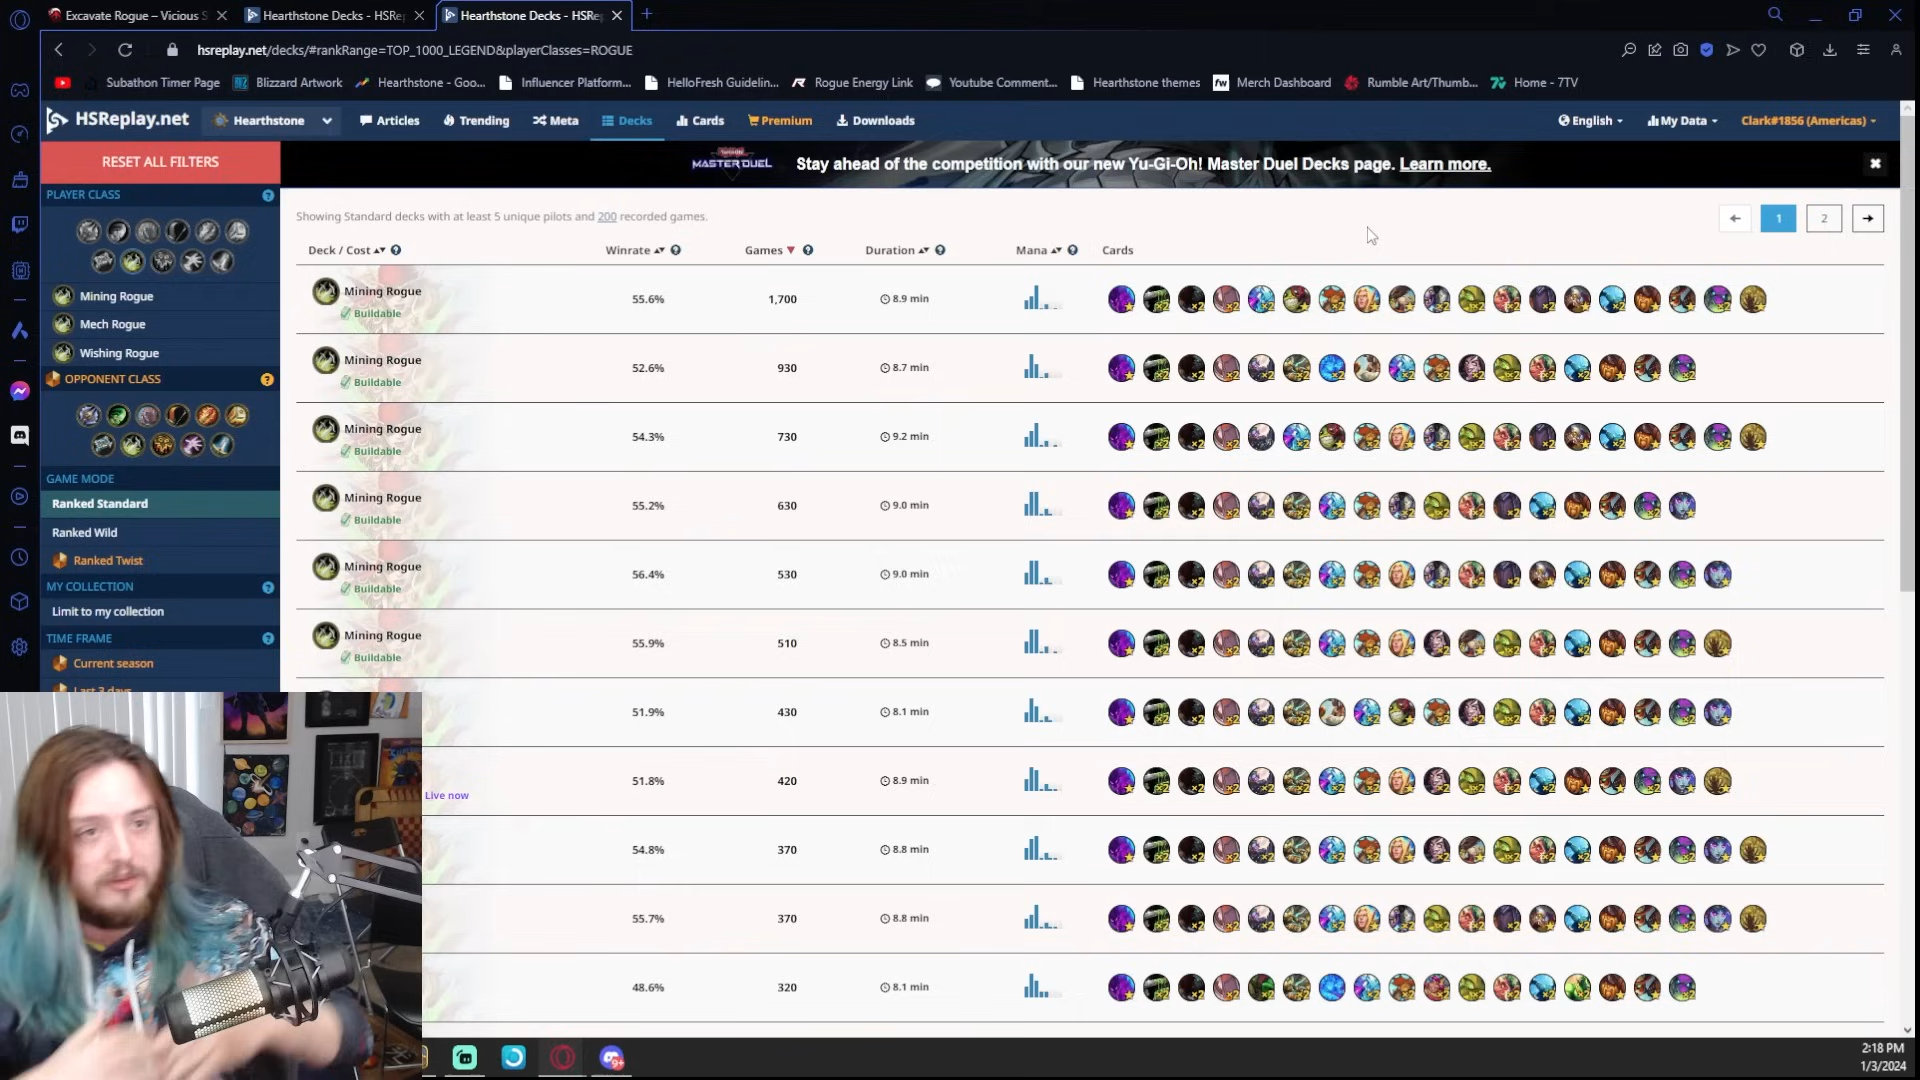 Excavate Rogue – Vicious S
Hearthstone Decks - HSRe
Hearthstone Decks - HSRe
hsreplay.net/decks/#rankRange=TOP_1000_LEGEND&playerClasses=ROGUE
Subathon Timer Page
Blizzard Artwork
Hearthstone - Goo...
Influencer Platform...
HelloFresh Guidelin...
Rogue Energy Link
Youtube Comment...
Hearthstone themes
fw Merch Dashboard
Rumble Art/Thumb...
Home - 7TV
HSReplay.net
Hearthstone
Articles
Trending
Meta
Decks
Cards
Premium
Downloads
English
My Data
Clark#1856 (Americas)
RESET ALL FILTERS
MASTER DUEL
Stay ahead of the competition with our new Yu-Gi-Oh! Master Duel Decks page. Learn more.
PLAYER CLASS
Mining Rogue
Mech Rogue
Wishing Rogue
OPPONENT CLASS
GAME MODE
Ranked Standard
Ranked Wild
Ranked Twist
MY COLLECTION
Limit to my collection
TIME FRAME
Current season
Last 3 days
Showing Standard decks with at least 5 unique pilots and 200 recorded games.
1 2
Deck / Cost Winrate Games Duration Mana Cards
Mining Rogue
Buildable
55.6% 1,700 8.9 min
Mining Rogue
Buildable
52.6% 930 8.7 min
Mining Rogue
Buildable
54.3% 730 9.2 min
Mining Rogue
Buildable
55.2% 630 9.0 min
Mining Rogue
Buildable
56.4% 530 9.0 min
Mining Rogue
Buildable
55.9% 510 8.5 min
51.9% 430 8.1 min
51.8% 420 8.9 min
Live now
54.8% 370 8.8 min
55.7% 370 8.8 min
48.6% 320 8.1 min
2:18 PM
1/3/2024